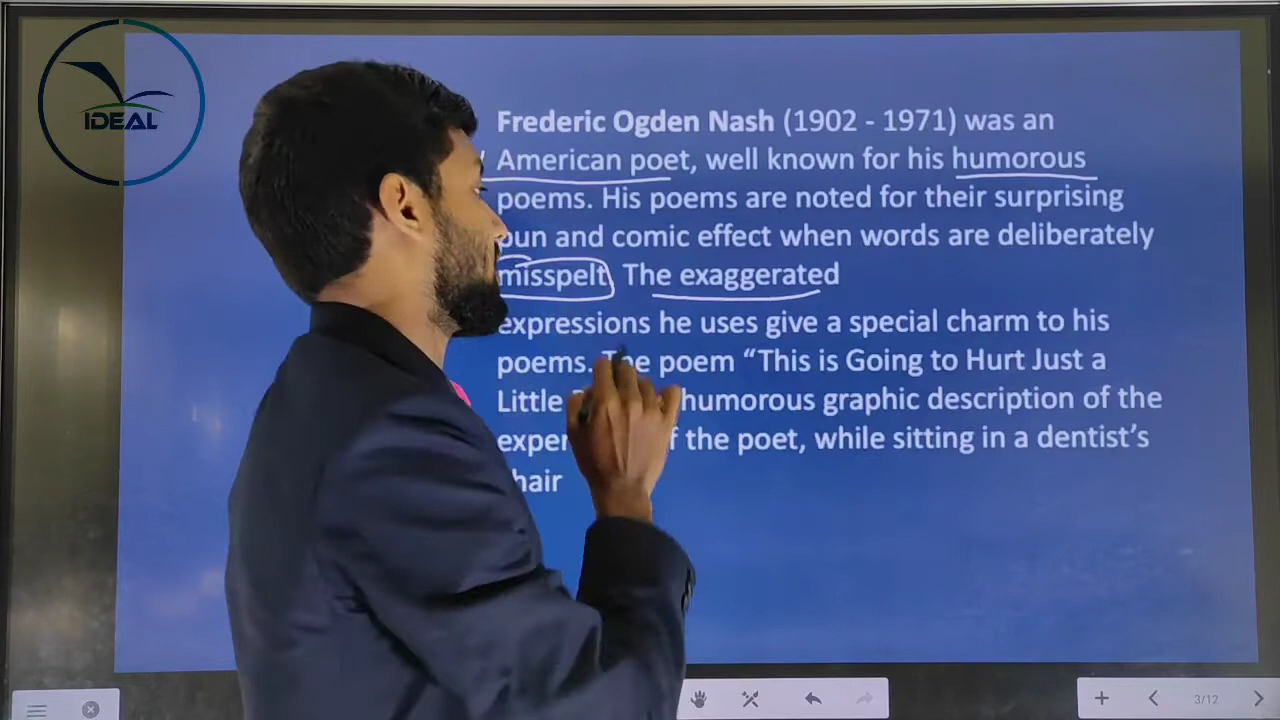 IDEAL
Frederic Ogden Nash (1902 - 1971) was an
American poet, well known for his humorous
poems. His poems are noted for their surprising
pun and comic effect when words are deliberately
misspelt. The exaggerated
expressions he uses give a special charm to his
poems. The poem “This is Going to Hurt Just a
Little humorous graphic description of the
the poet, while sitting in a dentist’s
hair
3/12